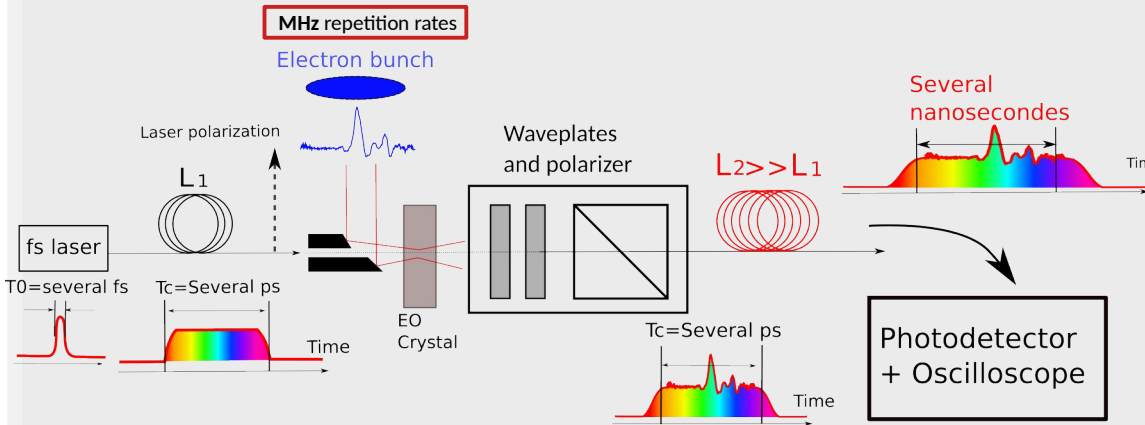 MHz repetition rates
Electron bunch
Several
nanosecondes
Laser polarization
Waveplates
and polarizer
L1
L2>>L1
Tim
fs laser
T0=several fs
Tc=Several ps
EO
Crystal
Time
Tc=Several ps
Time
Photodetector
+ Oscilloscope